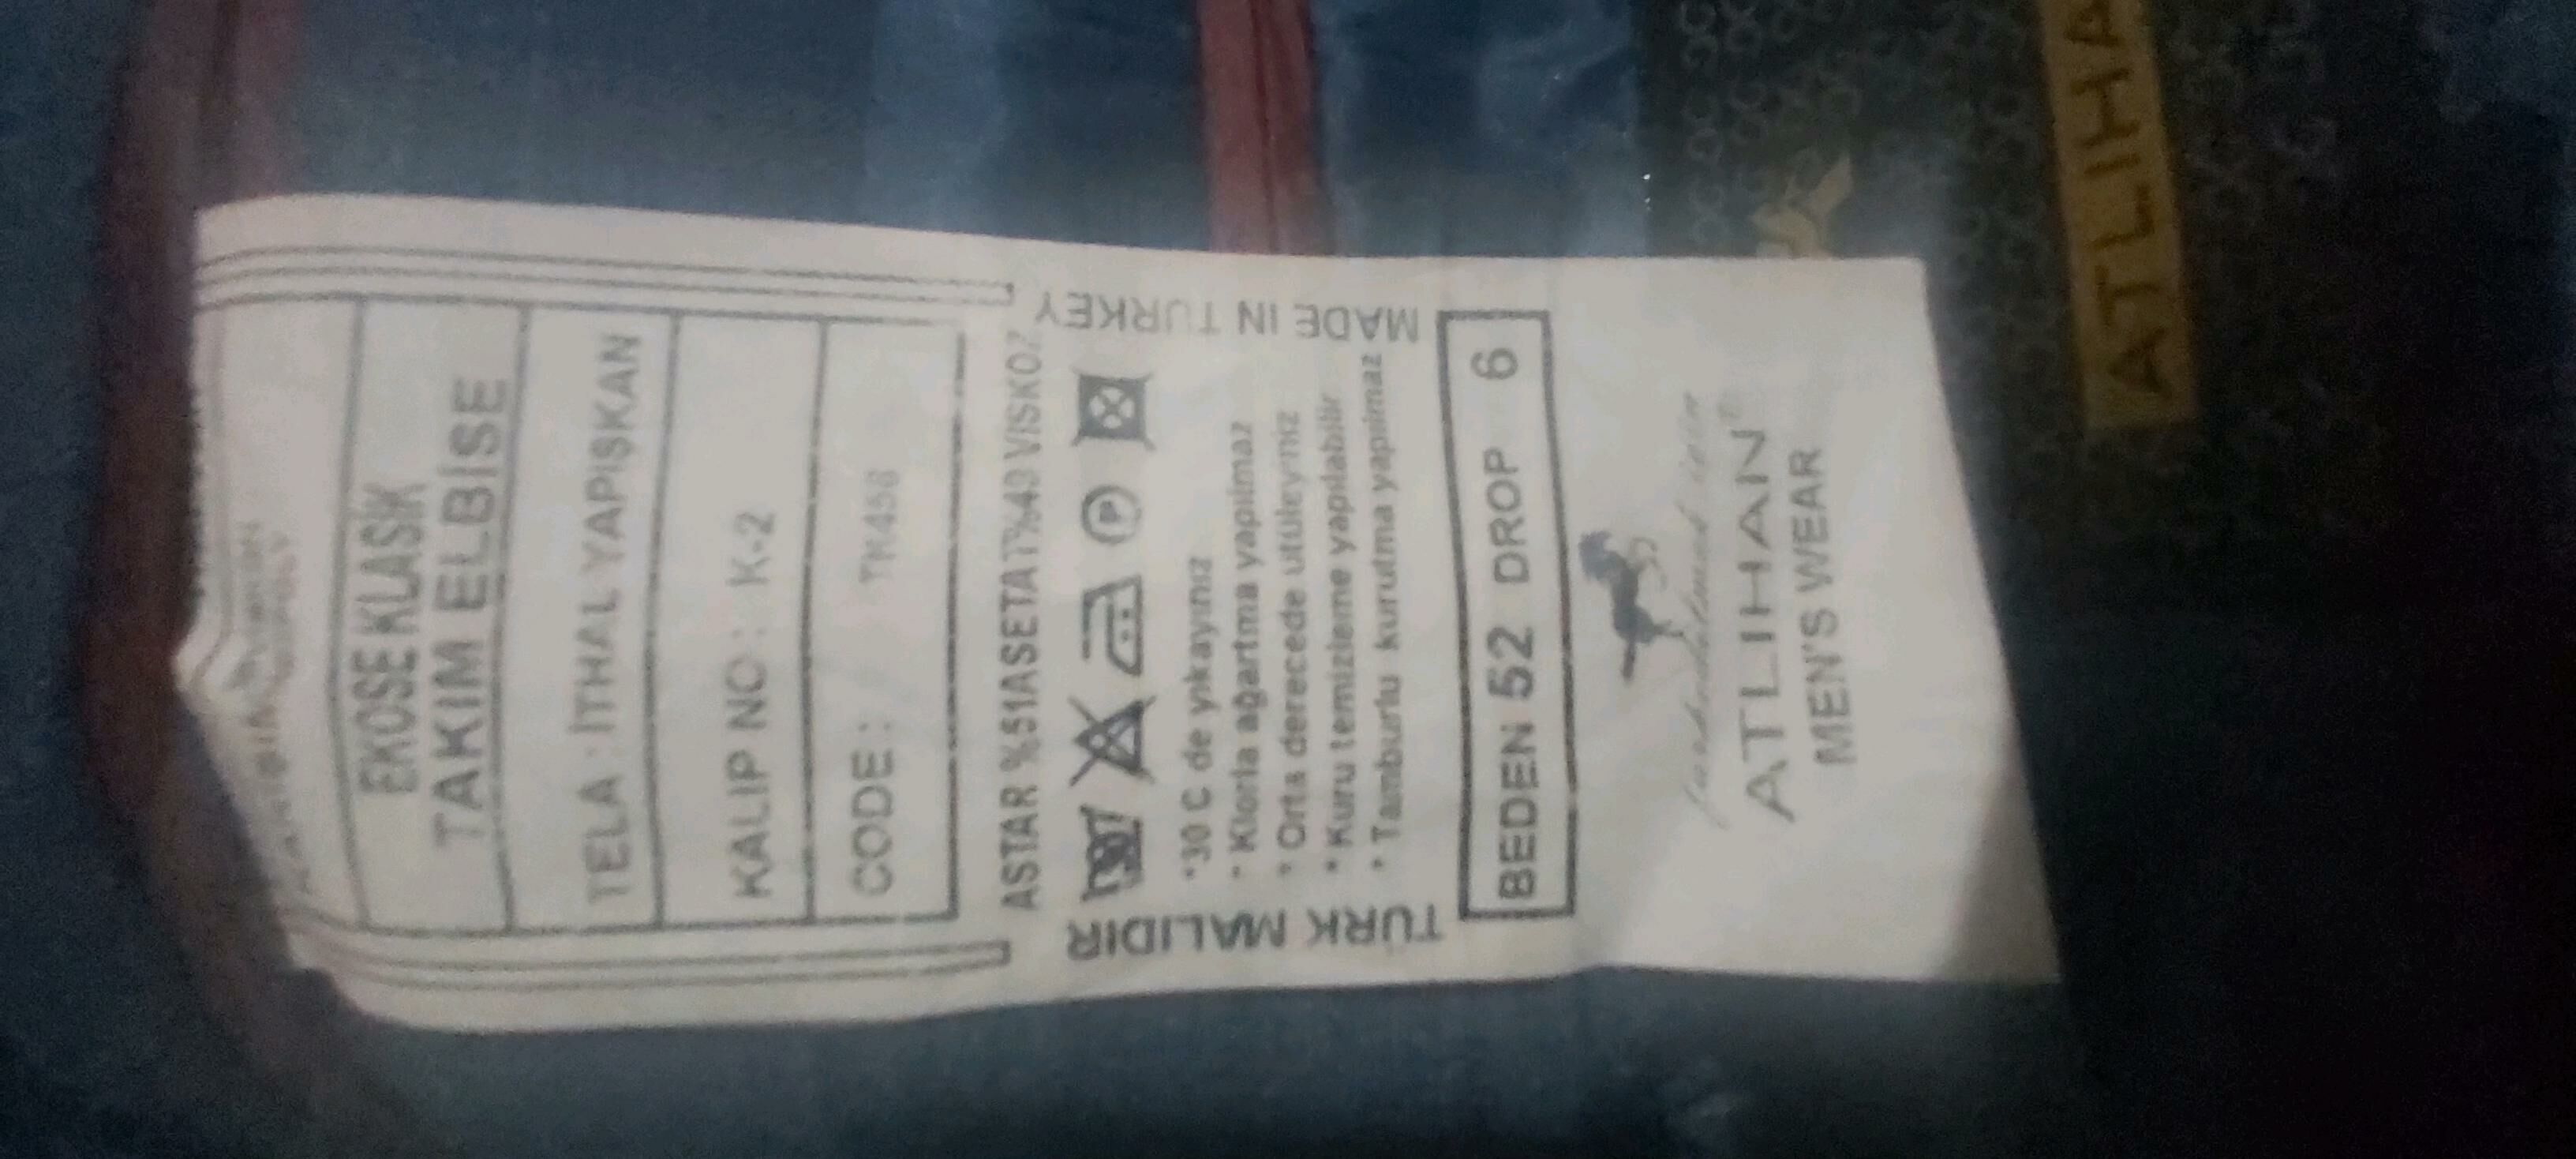 EKOSE KLASİK
TAKIM ELBİSE
TELA : İTHAL YAPIŞKAN
KALIP NO : K-2
CODE : TK458
ASTAR %51ASETAT%49 VISKOZ
*30 C de yıkayınız
* Klorla ağartma yapılmaz
* Orta derecede ütüleyiniz
* Kuru temizleme yapılabilir
* Tamburlu kurutma yapılmaz
TÜRK MALIDIR
MADE IN TURKEY
BEDEN 52 DROP 6
ATLIHAN
MEN'S WEAR
ATLIHA